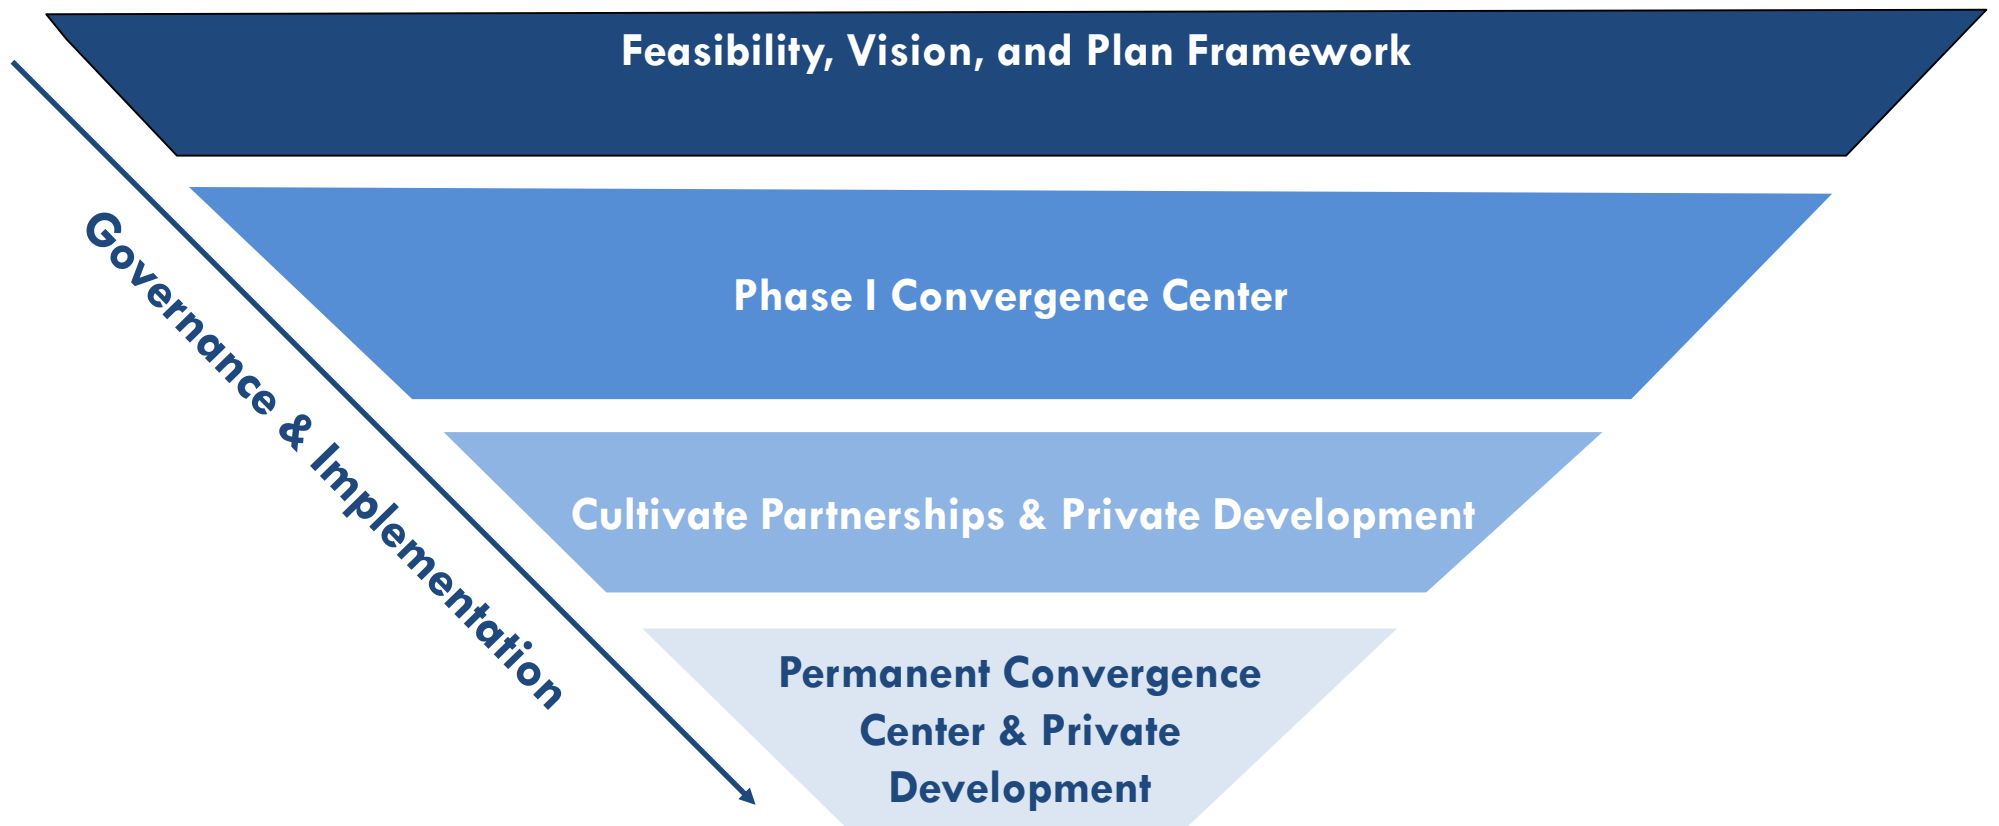 Feasibility, Vision, and Plan Framework
Phase I Convergence Center
Cultivate Partnerships & Private Development
Permanent Convergence
Center & Private
Development
Governance & Implementation